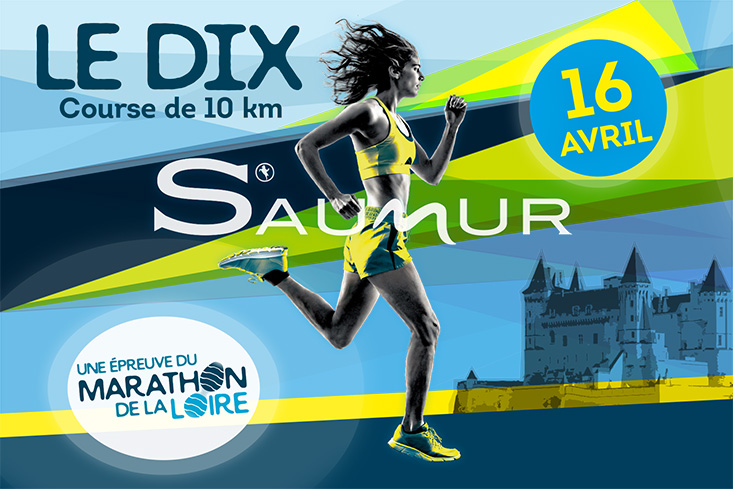 LE DIX
Course de 10 km
16
AVRIL
SAUMUR
UNE ÉPREUVE DU
MARATHON
DE LA LOIRE